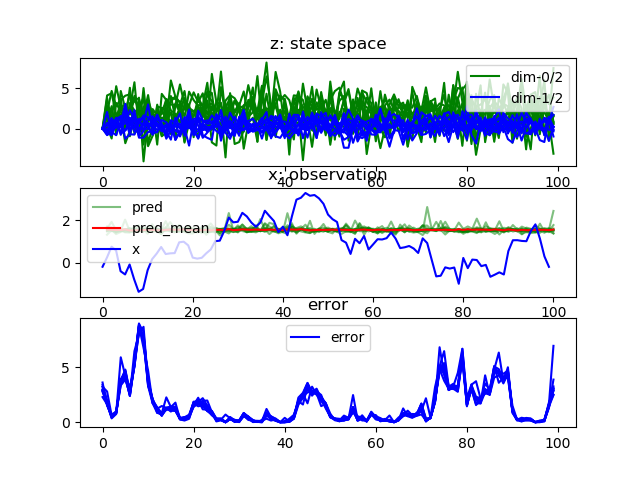 z: state space
5
0
dim-0/2
dim-1/2
0 20 40 60 80 100
x: observation
2
0
pred
pred_mean
x
0 20 40 60 80 100
error
5
0
error
0 20 40 60 80 100